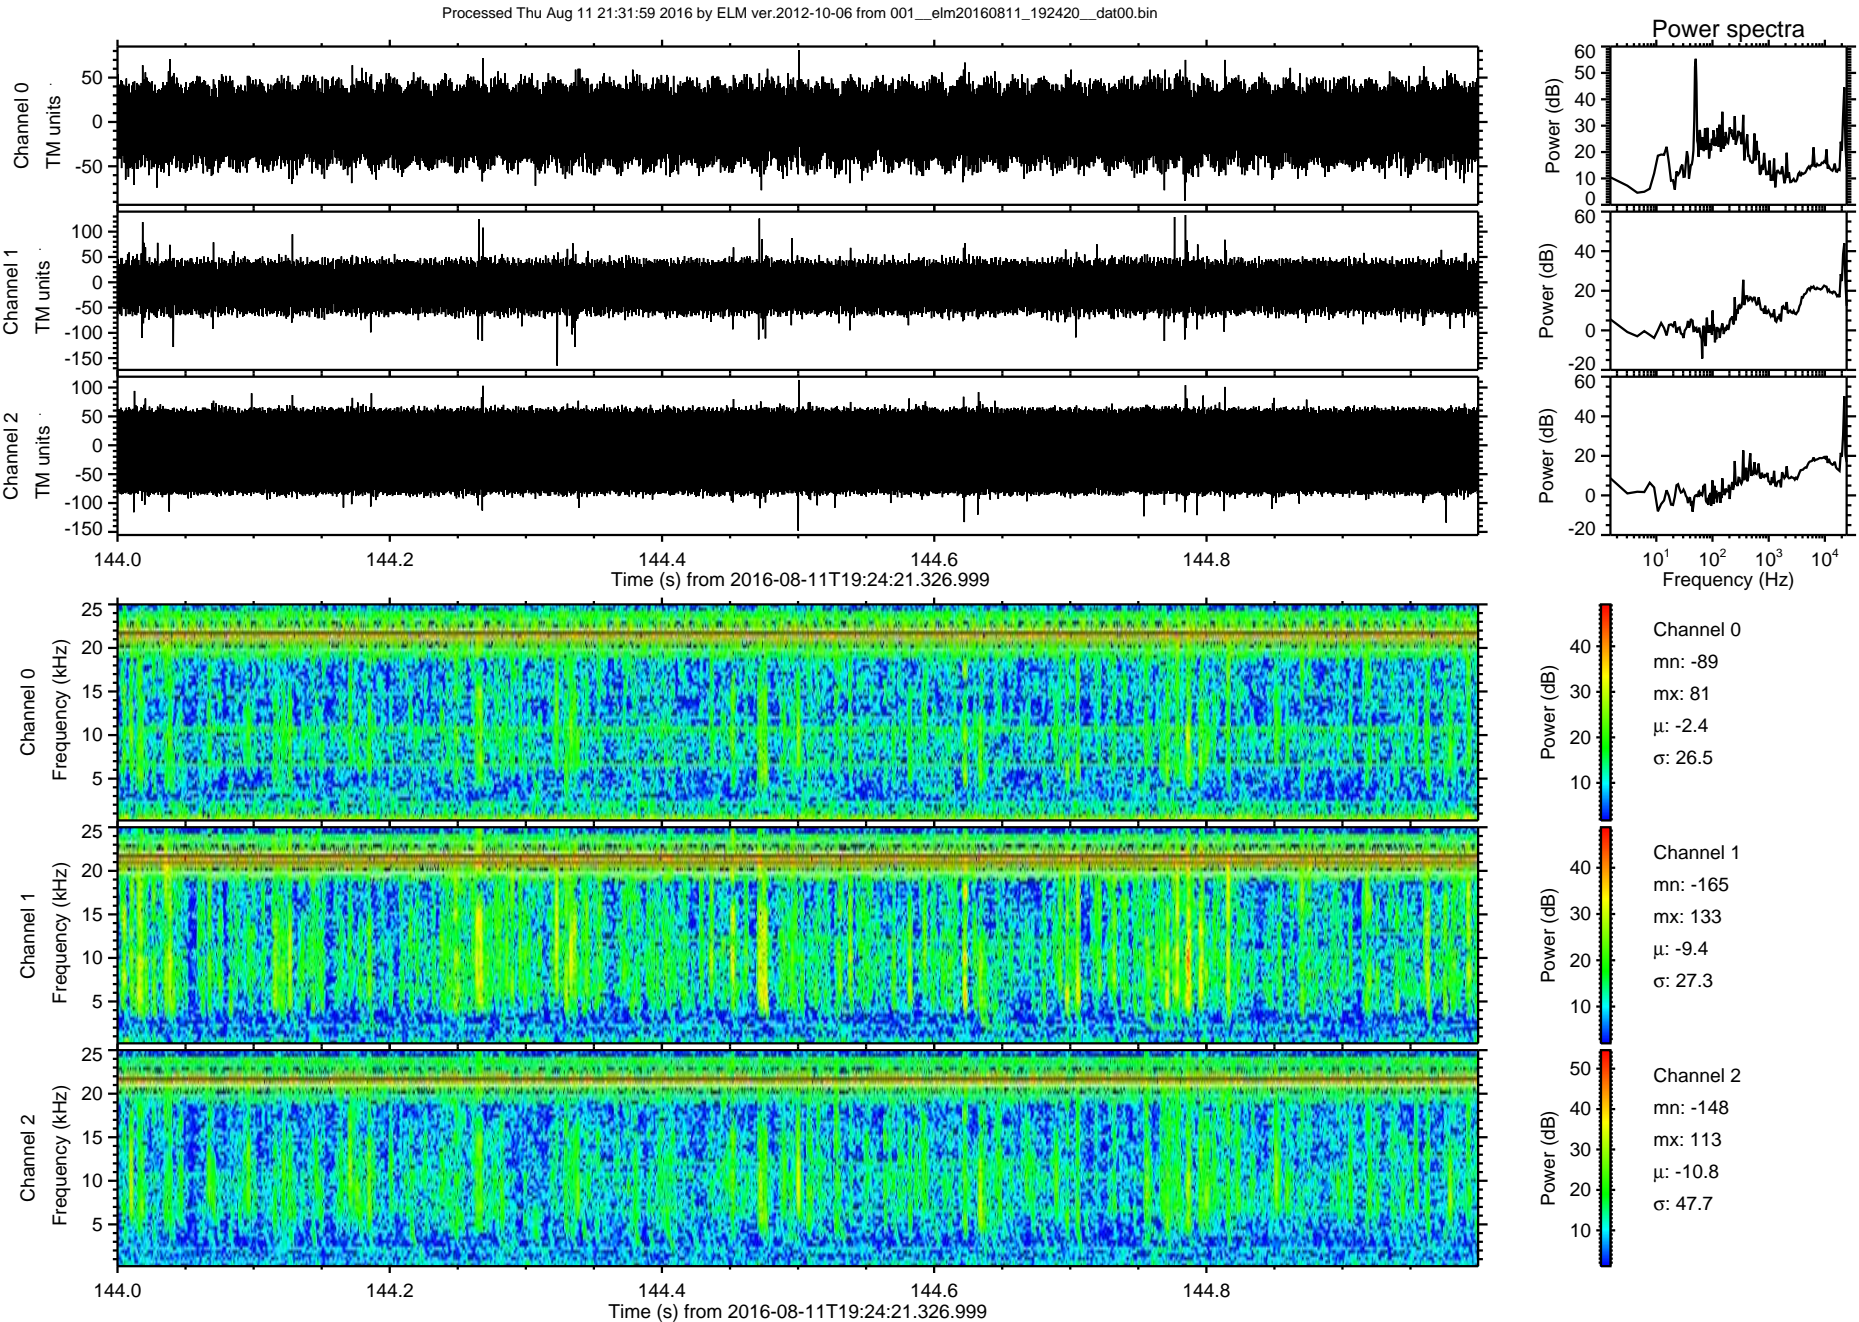 Processed Thu Aug 11 21:31:59 2016 by ELM ver.2012-10-06 from 001__elm20160811_192420__dat00.bin
Power spectra
Channel 0
TM units
50
0
-50
Power (dB)
60
50
40
30
20
10
0
Channel 1
TM units
100
50
0
-50
-100
-150
Power (dB)
60
40
20
0
-20
Channel 2
TM units
100
50
0
-50
-100
-150
Power (dB)
60
40
20
0
-20
144.0 144.2 144.4 144.6 144.8
Time (s) from 2016-08-11T19:24:21.326.999
10¹ 10² 10³ 10⁴
Frequency (Hz)
Channel 0
Frequency (kHz)
25
20
15
10
5
Power (dB)
40
30
20
10
Channel 0
mn: -89
mx: 81
µ: -2.4
σ: 26.5
Channel 1
Frequency (kHz)
25
20
15
10
5
Power (dB)
40
30
20
10
Channel 1
mn: -165
mx: 133
µ: -9.4
σ: 27.3
Channel 2
Frequency (kHz)
25
20
15
10
5
Power (dB)
50
40
30
20
10
Channel 2
mn: -148
mx: 113
µ: -10.8
σ: 47.7
144.0 144.2 144.4 144.6 144.8
Time (s) from 2016-08-11T19:24:21.326.999